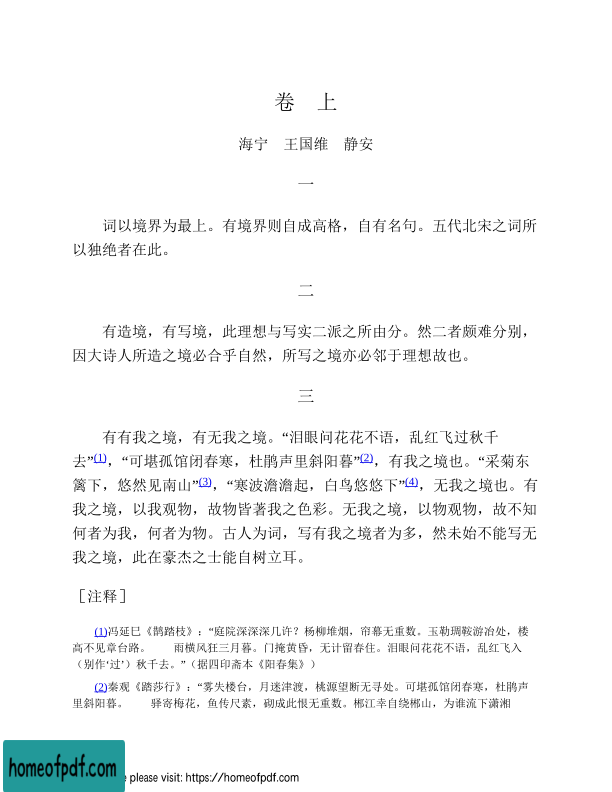 卷　上
海宁　王国维　静安
一
词以境界为最上。有境界则自成高格，自有名句。五代北宋之词所
以独绝者在此。
二
有造境，有写境，此理想与写实二派之所由分。然二者颇难分别，
因大诗人所造之境必合乎自然，所写之境亦必邻于理想故也。
三
有有我之境，有无我之境。“泪眼问花花不语，乱红飞过秋千
去”(1)，“可堪孤馆闭春寒，杜鹃声里斜阳暮”(2)，有我之境也。“采菊东
篱下，悠然见南山”(3)，“寒波澹澹起，白鸟悠悠下”(4)，无我之境也。有
我之境，以我观物，故物皆著我之色彩。无我之境，以物观物，故不知
何者为我，何者为物。古人为词，写有我之境者为多，然未始不能写无
我之境，此在豪杰之士能自树立耳。
［注释］
(1)冯延巳《鹊踏枝》：“庭院深深深几许？杨柳堆烟，帘幕无重数。玉勒琱鞍游冶处，楼
高不见章台路。　　雨横风狂三月暮。门掩黄昏，无计留春住。泪眼问花花不语，乱红飞入
（别作‘过’）秋千去。”（据四印斋本《阳春集》）
(2)秦观《踏莎行》：“雾失楼台，月迷津渡，桃源望断无寻处。可堪孤馆闭春寒，杜鹃声
里斜阳暮。　　驿寄梅花，鱼传尺素，砌成此恨无重数。郴江幸自绕郴山，为谁流下潇湘
homeofpdf.com
e please visit: https://homeofpdf.com